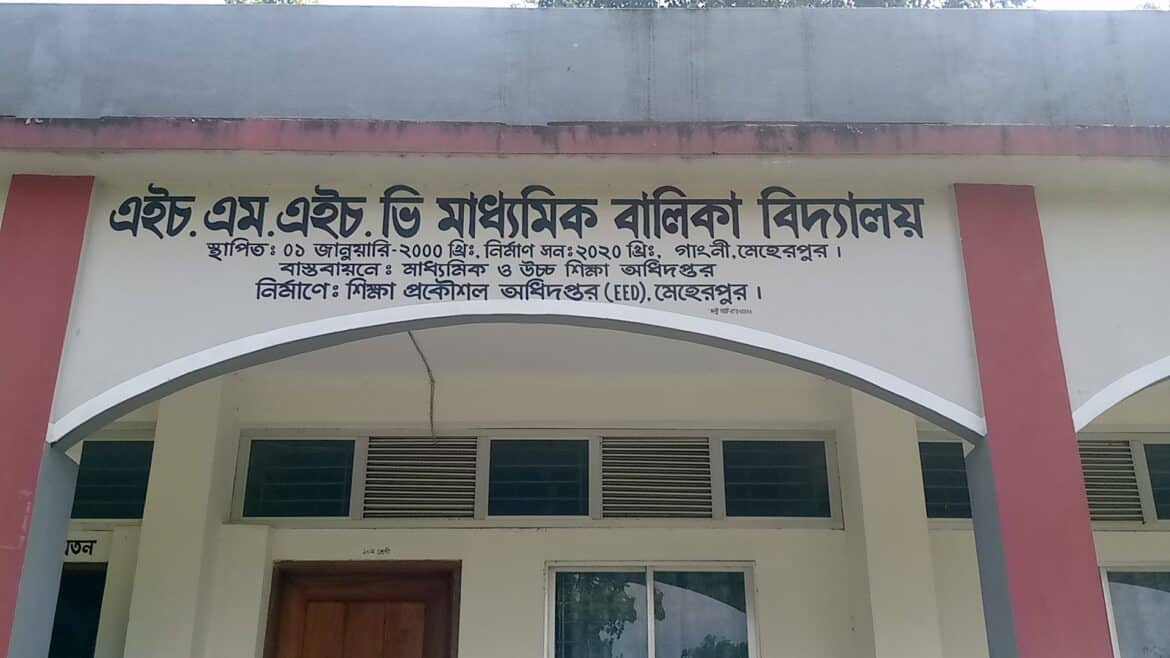 এইচ.এম.এইচ.ভি মাধ্যমিক বালিকা বিদ্যালয়
স্থাপিত: ০১ জানুয়ারি-২০০০ খ্রি:, নির্মাণ সন:২০২০ খ্রি:, গাংনী,মেহেরপুর।
বাস্তবায়নে: মাধ্যমিক ও উচ্চ শিক্ষা অধিদপ্তর
নির্মাণে: শিক্ষা প্রকৌশল অধিদপ্তর (EED), মেহেরপুর।
১০ম শ্রেণী